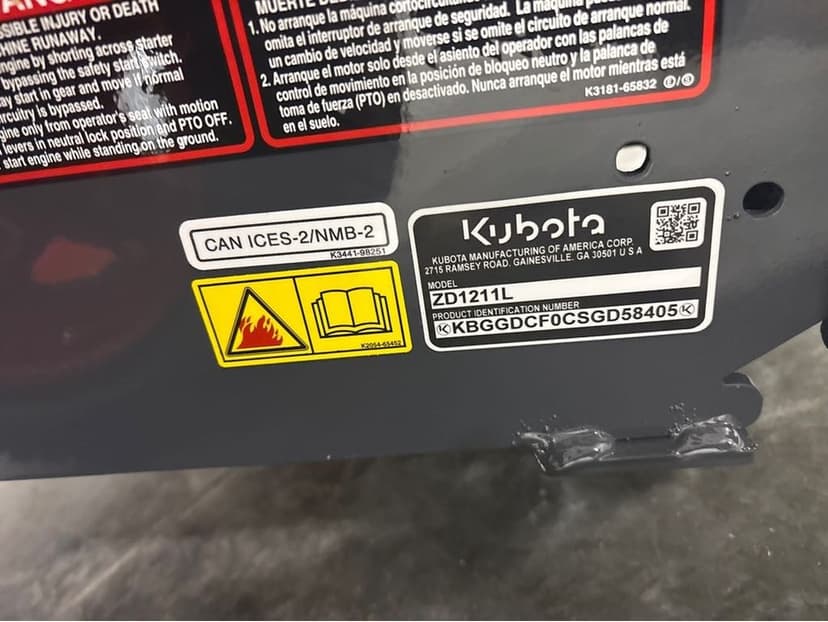 SSIBLE INJURY OR DEATH
HINE RUNAWAY.
ngine by shorting across starter
bypassing the safety start switch.
ay start in gear and move if normal
ircuitry is bypassed.
gine only from operator's seat with motion
levers in neutral lock position and PTO OFF.
start engine while standing on the ground.
1. No arranque la máquina cortocircuitando
omita el interruptor de arranque de seguridad. La máquina
un cambio de velocidad y moverse si se omite el circuito de arranque normal.
2. Arranque el motor solo desde el asiento del operador con las palancas de
control de movimiento en la posición de bloqueo neutro y la palanca de
toma de fuerza (PTO) en desactivado. Nunca arranque el motor mientras está
en el suelo.
K3181-65832
CAN ICES-2/NMB-2
K3441-98251
K2054-65452
Kubota
KUBOTA MANUFACTURING OF AMERICA CORP.
2715 RAMSEY ROAD. GAINESVILLE. GA 30501 U S A
MODEL
ZD1211L
PRODUCT IDENTIFICATION NUMBER
KBGGDCF0CSGD58405